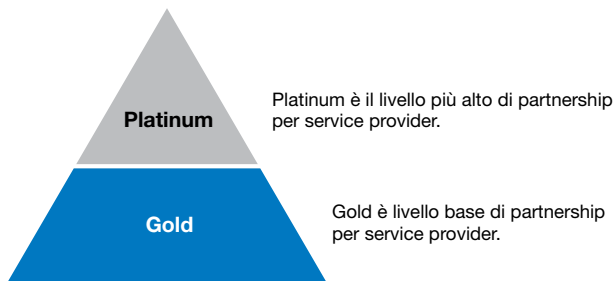 Platinum
Platinum è il livello più alto di partnership
per service provider.
Gold
Gold è livello base di partnership
per service provider.